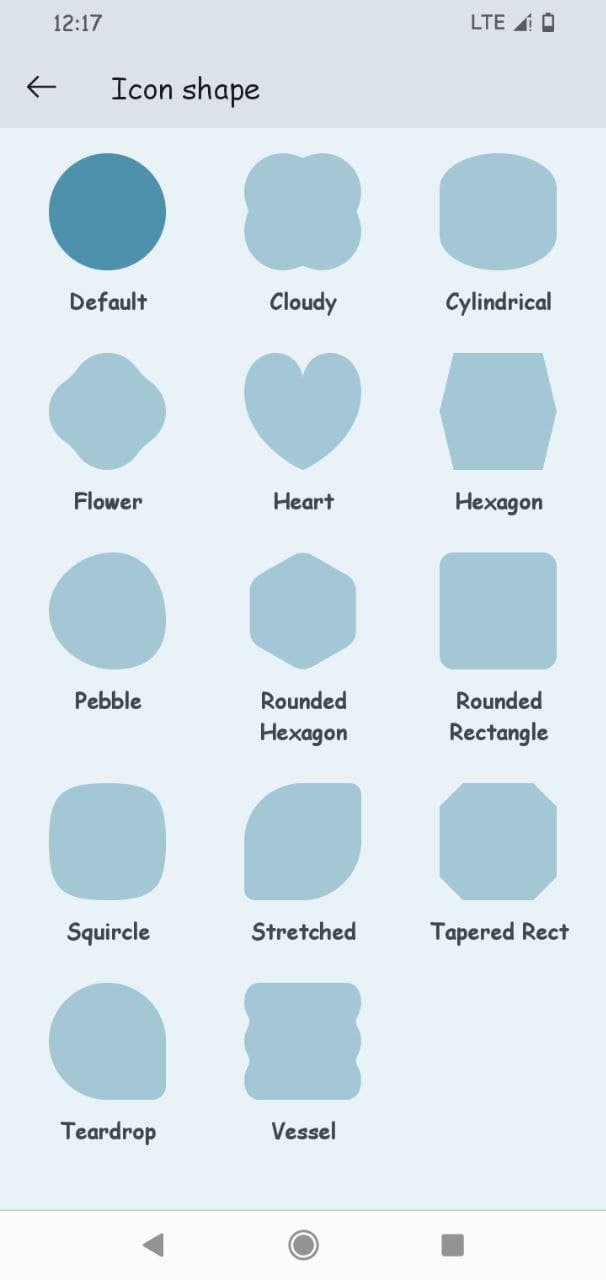 12:17
LTE
Icon shape
Default
Cloudy
Cylindrical
Flower
Heart
Hexagon
Pebble
Rounded
Hexagon
Rounded
Rectangle
Squircle
Stretched
Tapered Rect
Teardrop
Vessel